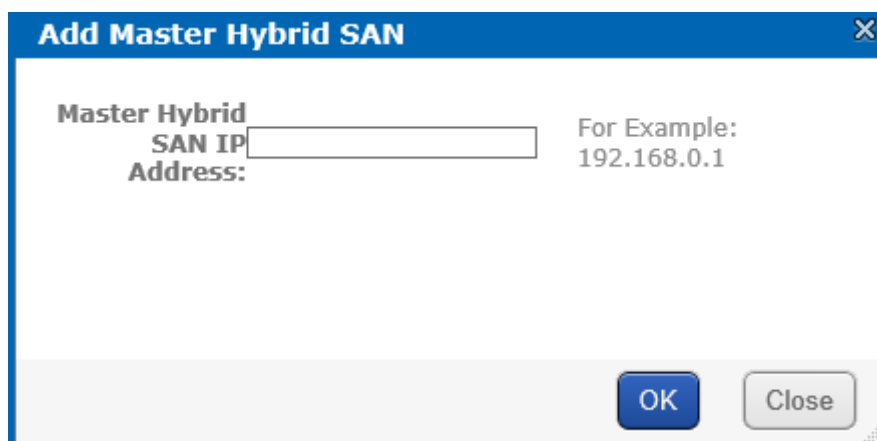 Add Master Hybrid SAN
Master Hybrid
SAN IP
Address:
For Example:
192.168.0.1
OK
Close